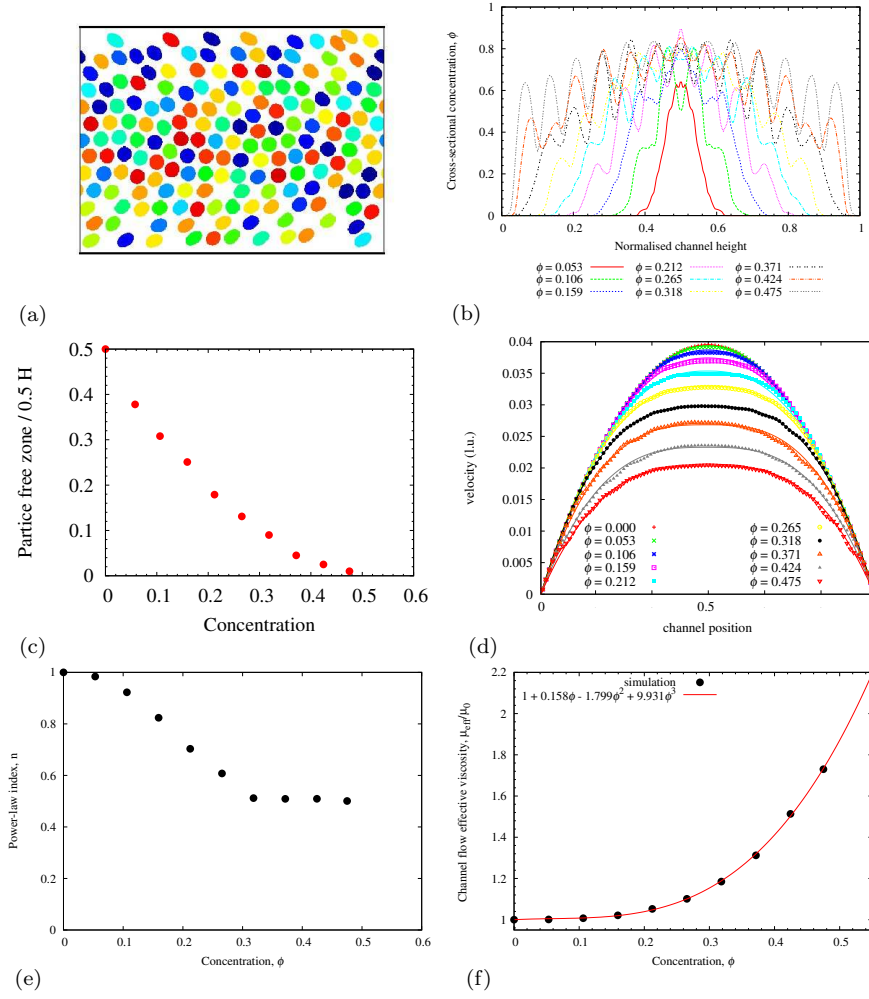 (a)
Cross-sectional concentration, ϕ
1
0.8
0.6
0.4
0.2
0
0
0.2
0.4
0.6
0.8
1
Normalised channel height
ϕ = 0.053
ϕ = 0.212
ϕ = 0.371
ϕ = 0.106
ϕ = 0.265
ϕ = 0.424
ϕ = 0.159
ϕ = 0.318
ϕ = 0.475
(b)
Partice free zone / 0.5 H
0.5
0.4
0.3
0.2
0.1
0
0.1
0.2
0.3
0.4
0.5
0.6
Concentration
(c)
velocity (l.u.)
0.04
0.035
0.03
0.025
0.02
0.015
0.01
0.005
0
0
0.5
channel position
ϕ = 0.000
ϕ = 0.053
ϕ = 0.106
ϕ = 0.159
ϕ = 0.212
ϕ = 0.265
ϕ = 0.318
ϕ = 0.371
ϕ = 0.424
ϕ = 0.475
(d)
Power-law index, n
1
0.8
0.6
0.4
0.2
0
0
0.1
0.2
0.3
0.4
0.5
0.6
Concentration, ϕ
(e)
Channel flow effective viscosity, μeff/μ0
2.2
2
1.8
1.6
1.4
1.2
1
simulation
1 + 0.158ϕ - 1.799ϕ² + 9.931ϕ³
0
0.1
0.2
0.3
0.4
0.5
Concentration, ϕ
(f)